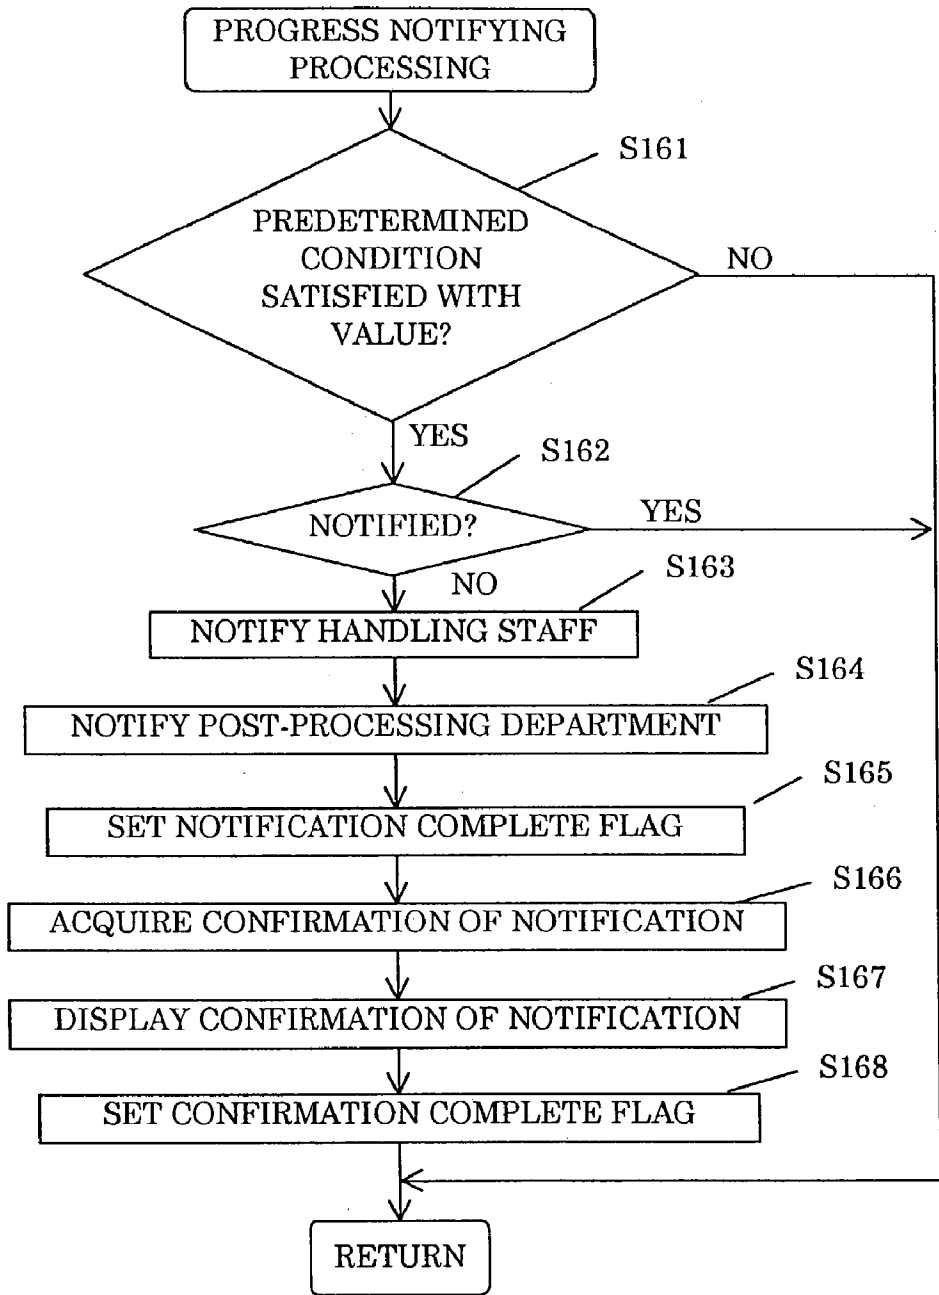 PROGRESS NOTIFYING
PROCESSING
S161
PREDETERMINED
CONDITION
SATISFIED WITH
VALUE?
NO
YES
S162
NOTIFIED?
YES
NO
S163
NOTIFY HANDLING STAFF
S164
NOTIFY POST-PROCESSING DEPARTMENT
S165
SET NOTIFICATION COMPLETE FLAG
S166
ACQUIRE CONFIRMATION OF NOTIFICATION
S167
DISPLAY CONFIRMATION OF NOTIFICATION
S168
SET CONFIRMATION COMPLETE FLAG
RETURN